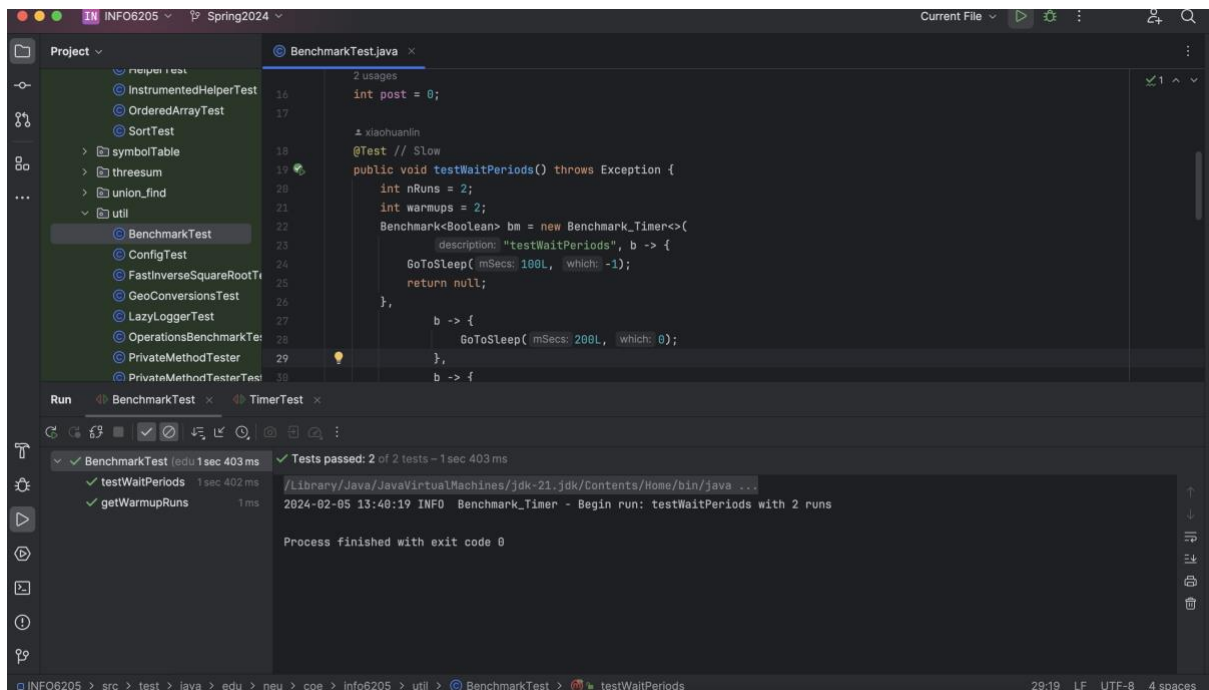 IN INFO6205 Spring2024 Current File
Project
BenchmarkTest.java
HelperTest
InstrumentedHelperTest
OrderedArrayTest
SortTest
symbolTable
threesum
union_find
util
BenchmarkTest
ConfigTest
FastInverseSquareRootTe
GeoConversionsTest
LazyLoggerTest
OperationsBenchmarkTes
PrivateMethodTester
PrivateMethodTesterTest
2 usages
1
16 int post = 0;
17
xiaohuanlin
18 @Test // Slow
19 public void testWaitPeriods() throws Exception {
20 int nRuns = 2;
21 int warmups = 2;
22 Benchmark<Boolean> bm = new Benchmark_Timer<>(
23 description: "testWaitPeriods", b -> {
24 GoToSleep( mSecs: 100L, which: -1);
25 return null;
26 },
27 b -> {
28 GoToSleep( mSecs: 200L, which: 0);
29 },
30 b -> {
Run BenchmarkTest TimerTest
BenchmarkTest (edu 1 sec 403 ms
testWaitPeriods 1 sec 402 ms
getWarmupRuns 1 ms
Tests passed: 2 of 2 tests – 1 sec 403 ms
/Library/Java/JavaVirtualMachines/jdk-21.jdk/Contents/Home/bin/java ...
2024-02-05 13:40:19 INFO Benchmark_Timer - Begin run: testWaitPeriods with 2 runs
Process finished with exit code 0
INFO6205 > src > test > java > edu > neu > coe > info6205 > util > BenchmarkTest > testWaitPeriods 29:19 LF UTF-8 4 spaces